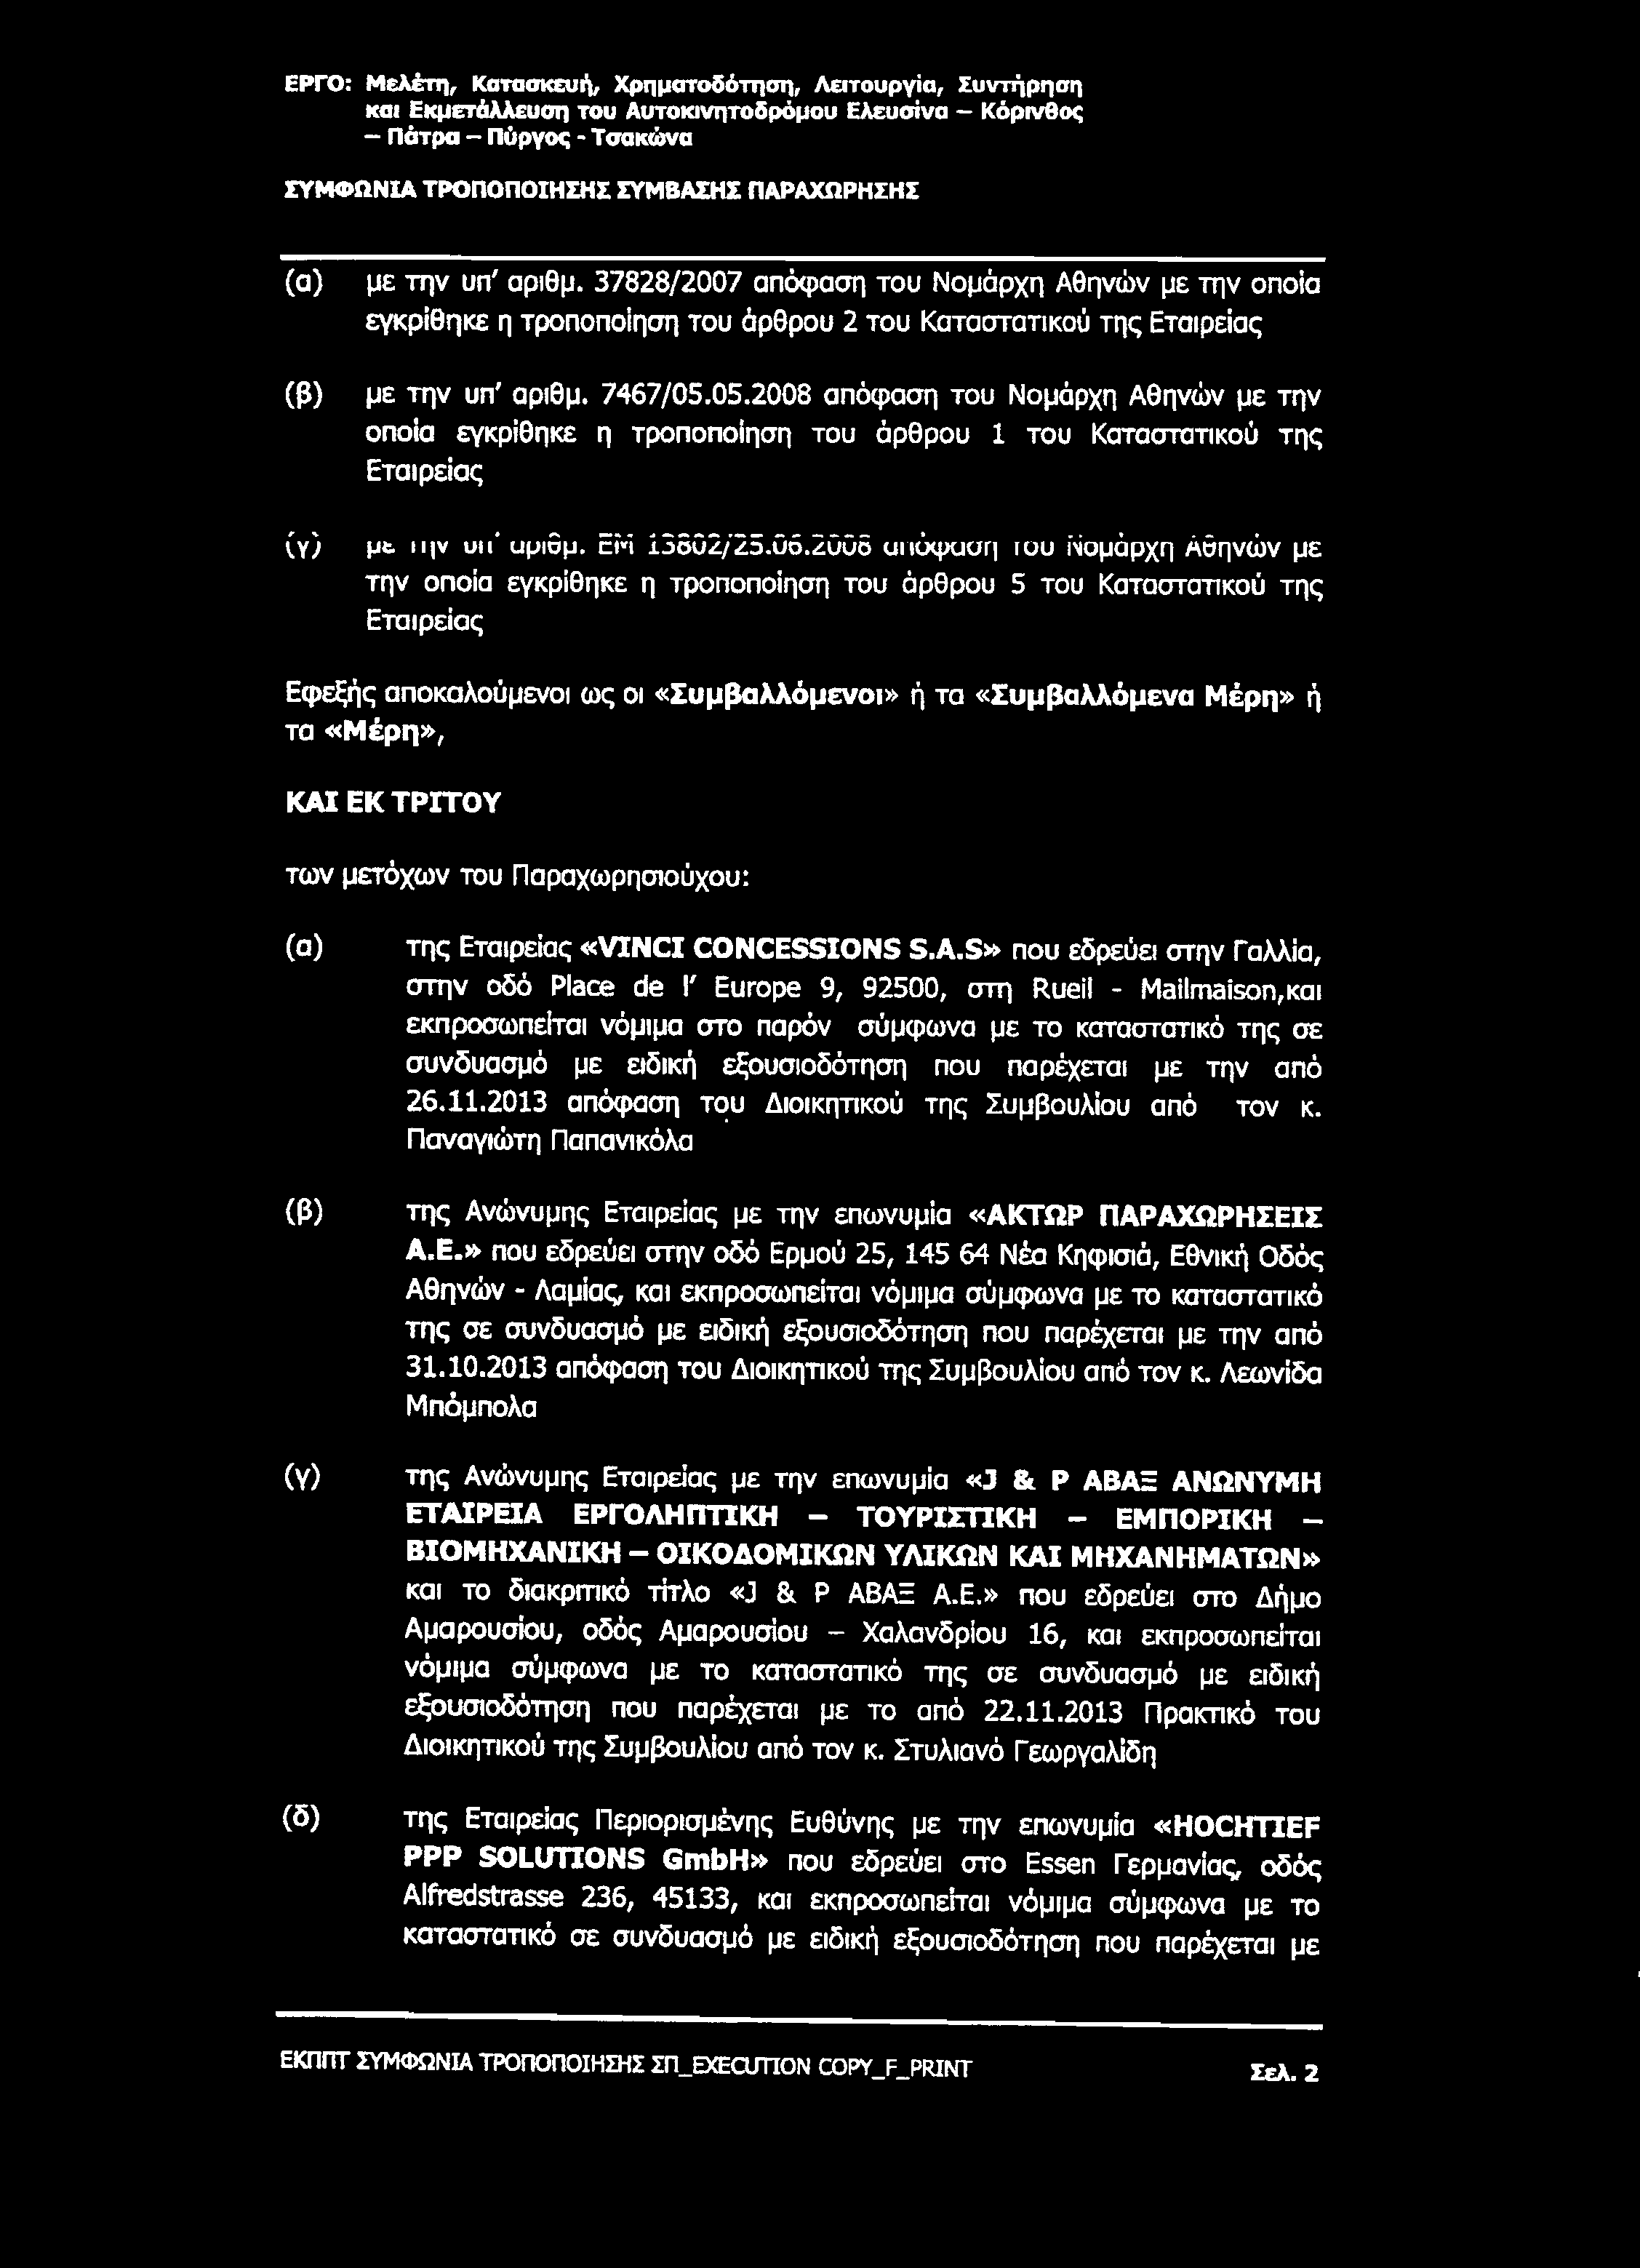 ΕΡΓΟ: Μελέτη, Κατασκευή, Χρηματοδότηση, Λειτουργία, Συντήρηση
και Εκμετάλλευση του Αυτοκινητοδρόμου Ελευσίνα – Κόρινθος
– Πάτρα – Πύργος - Τσακώνα
ΣΥΜΦΩΝΙΑ ΤΡΟΠΟΠΟΙΗΣΗΣ ΣΥΜΒΑΣΗΣ ΠΑΡΑΧΩΡΗΣΗΣ
(α) με την υπ' αριθμ. 37828/2007 απόφαση του Νομάρχη Αθηνών με την οποία
εγκρίθηκε η τροποποίηση του άρθρου 2 του Καταστατικού της Εταιρείας
(β) με την υπ' αριθμ. 7467/05.05.2008 απόφαση του Νομάρχη Αθηνών με την
οποία εγκρίθηκε η τροποποίηση του άρθρου 1 του Καταστατικού της
Εταιρείας
(γ) με την υπ' αριθμ. ΕΜ απόφαση του Νομάρχη Αθηνών με
την οποία εγκρίθηκε η τροποποίηση του άρθρου 5 του Καταστατικού της
Εταιρείας
Εφεξής αποκαλούμενοι ως οι «Συμβαλλόμενοι» ή τα «Συμβαλλόμενα Μέρη» ή
τα «Μέρη»,
ΚΑΙ ΕΚ ΤΡΙΤΟΥ
των μετόχων του Παραχωρησιούχου:
(α) της Εταιρείας «VINCI CONCESSIONS S.A.S» που εδρεύει στην Γαλλία,
στην οδό Place de l' Europe 9, 92500, στη Rueil - Mailmaison,και
εκπροσωπείται νόμιμα στο παρόν σύμφωνα με το καταστατικό της σε
συνδυασμό με ειδική εξουσιοδότηση που παρέχεται με την από
26.11.2013 απόφαση του Διοικητικού της Συμβουλίου από τον κ.
Παναγιώτη Παπανικόλα
(β) της Ανώνυμης Εταιρείας με την επωνυμία «ΑΚΤΩΡ ΠΑΡΑΧΩΡΗΣΕΙΣ
Α.Ε.» που εδρεύει στην οδό Ερμού 25, 145 64 Νέα Κηφισιά, Εθνική Οδός
Αθηνών - Λαμίας, και εκπροσωπείται νόμιμα σύμφωνα με το καταστατικό
της σε συνδυασμό με ειδική εξουσιοδότηση που παρέχεται με την από
31.10.2013 απόφαση του Διοικητικού της Συμβουλίου από τον κ. Λεωνίδα
Μπόμπολα
(γ) της Ανώνυμης Εταιρείας με την επωνυμία «J & P ΑΒΑΞ ΑΝΩΝΥΜΗ
ΕΤΑΙΡΕΙΑ ΕΡΓΟΛΗΠΤΙΚΗ – ΤΟΥΡΙΣΤΙΚΗ – ΕΜΠΟΡΙΚΗ –
ΒΙΟΜΗΧΑΝΙΚΗ – ΟΙΚΟΔΟΜΙΚΩΝ ΥΛΙΚΩΝ ΚΑΙ ΜΗΧΑΝΗΜΑΤΩΝ»
και το διακριτικό τίτλο «J & P ΑΒΑΞ Α.Ε.» που εδρεύει στο Δήμο
Αμαρουσίου, οδός Αμαρουσίου – Χαλανδρίου 16, και εκπροσωπείται
νόμιμα σύμφωνα με το καταστατικό της σε συνδυασμό με ειδική
εξουσιοδότηση που παρέχεται με το από 22.11.2013 Πρακτικό του
Διοικητικού της Συμβουλίου από τον κ. Στυλιανό Γεωργαλίδη
(δ) της Εταιρείας Περιορισμένης Ευθύνης με την επωνυμία «HOCHTIEF
PPP SOLUTIONS GmbH» που εδρεύει στο Essen Γερμανίας, οδός
Alfredstrasse 236, 45133, και εκπροσωπείται νόμιμα σύμφωνα με το
καταστατικό σε συνδυασμό με ειδική εξουσιοδότηση που παρέχεται με
ΕΚΠΠΤ ΣΥΜΦΩΝΙΑ ΤΡΟΠΟΠΟΙΗΣΗΣ ΣΠ_EXECUTION COPY_F_PRINT Σελ. 2